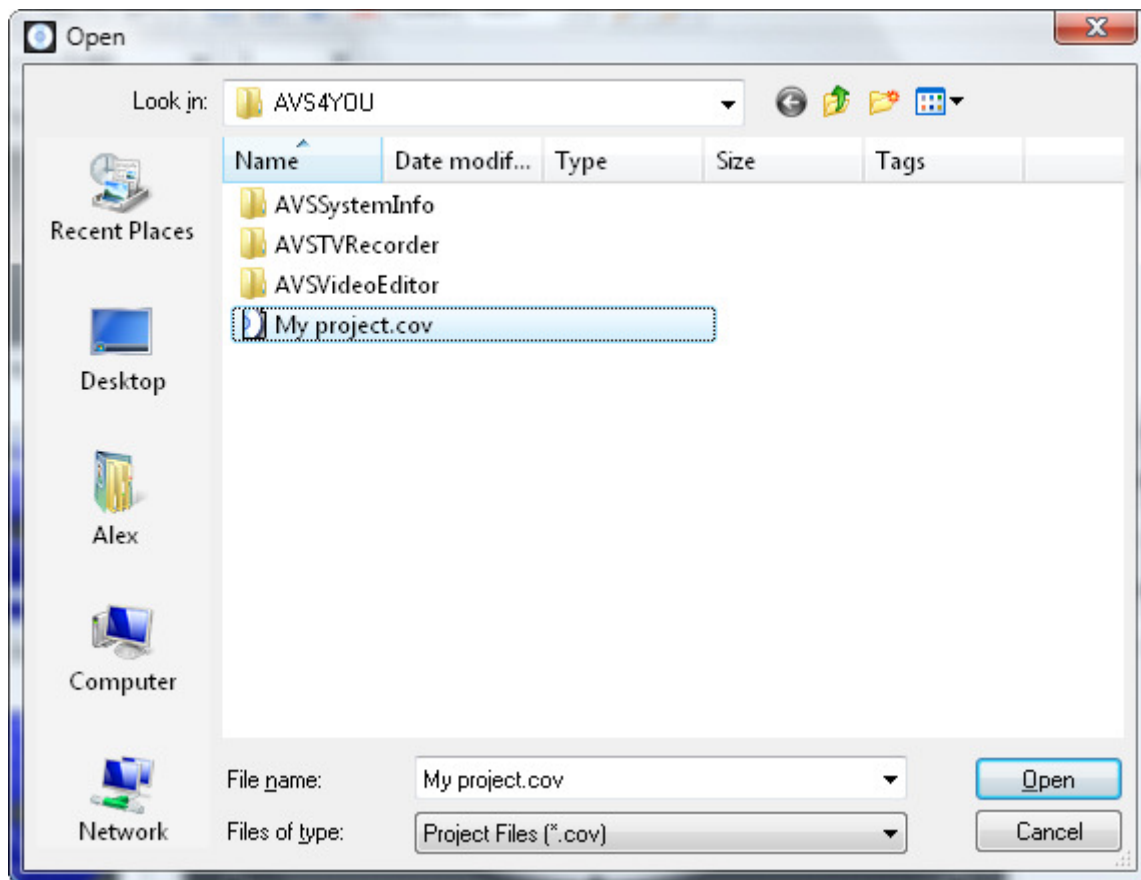 Open
Look in: AVS4YOU
Name Date modif... Type Size Tags
AVSSystemInfo
AVSTVRecorder
AVSVideoEditor
My project.cov
Recent Places
Desktop
Alex
Computer
Network
File name: My project.cov Open
Files of type: Project Files (*.cov) Cancel